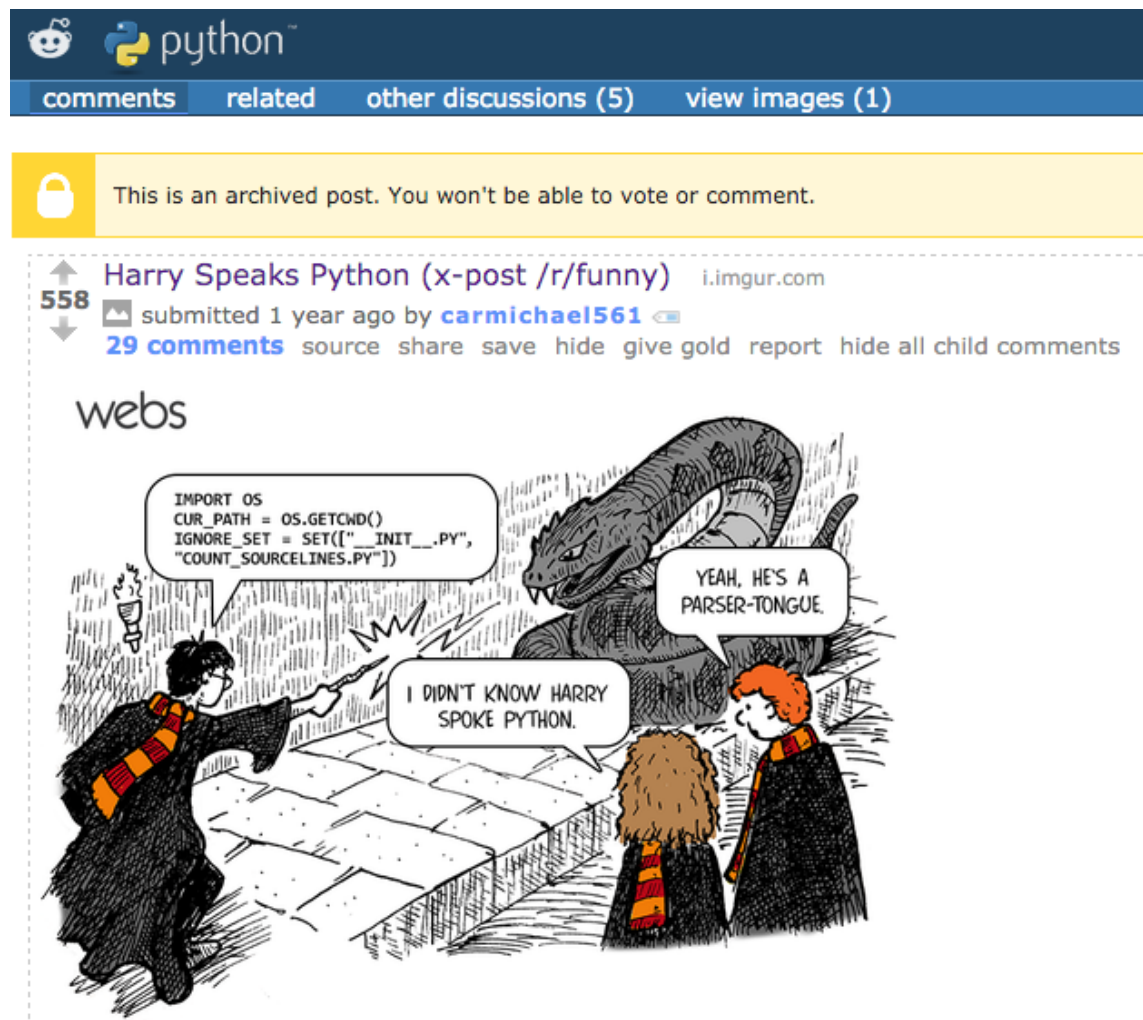 python™
comments related other discussions (5) view images (1)
This is an archived post. You won't be able to vote or comment.
Harry Speaks Python (x-post /r/funny) i.imgur.com
558
submitted 1 year ago by carmichael561
29 comments source share save hide give gold report hide all child comments
webs
IMPORT OS
CUR_PATH = OS.GETCWD()
IGNORE_SET = SET(["__INIT__.PY",
"COUNT_SOURCELINES.PY"])
YEAH, HE'S A
PARSER-TONGUE.
I DIDN'T KNOW HARRY
SPOKE PYTHON.